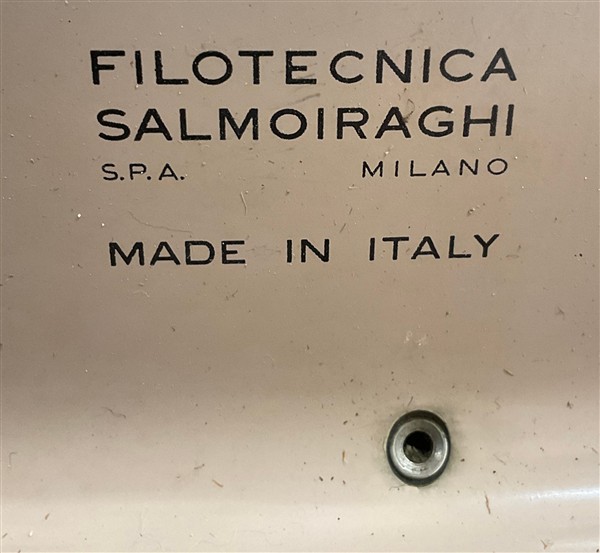 FILOTECNICA
SALMOIRAGHI
S.P.A. MILANO
MADE IN ITALY